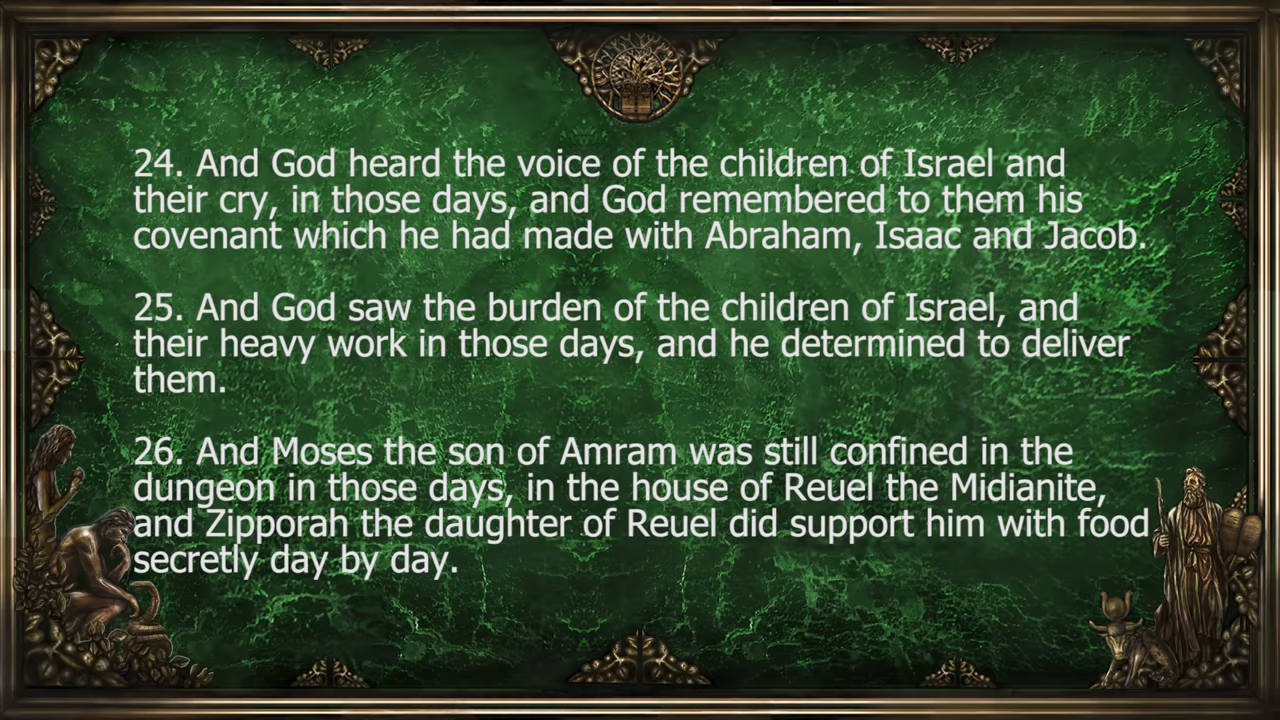 24. And God heard the voice of the children of Israel and
their cry, in those days, and God remembered to them his
covenant which he had made with Abraham, Isaac and Jacob.
25. And God saw the burden of the children of Israel, and
their heavy work in those days, and he determined to deliver
them.
26. And Moses the son of Amram was still confined in the
dungeon in those days, in the house of Reuel the Midianite,
and Zipporah the daughter of Reuel did support him with food
secretly day by day.